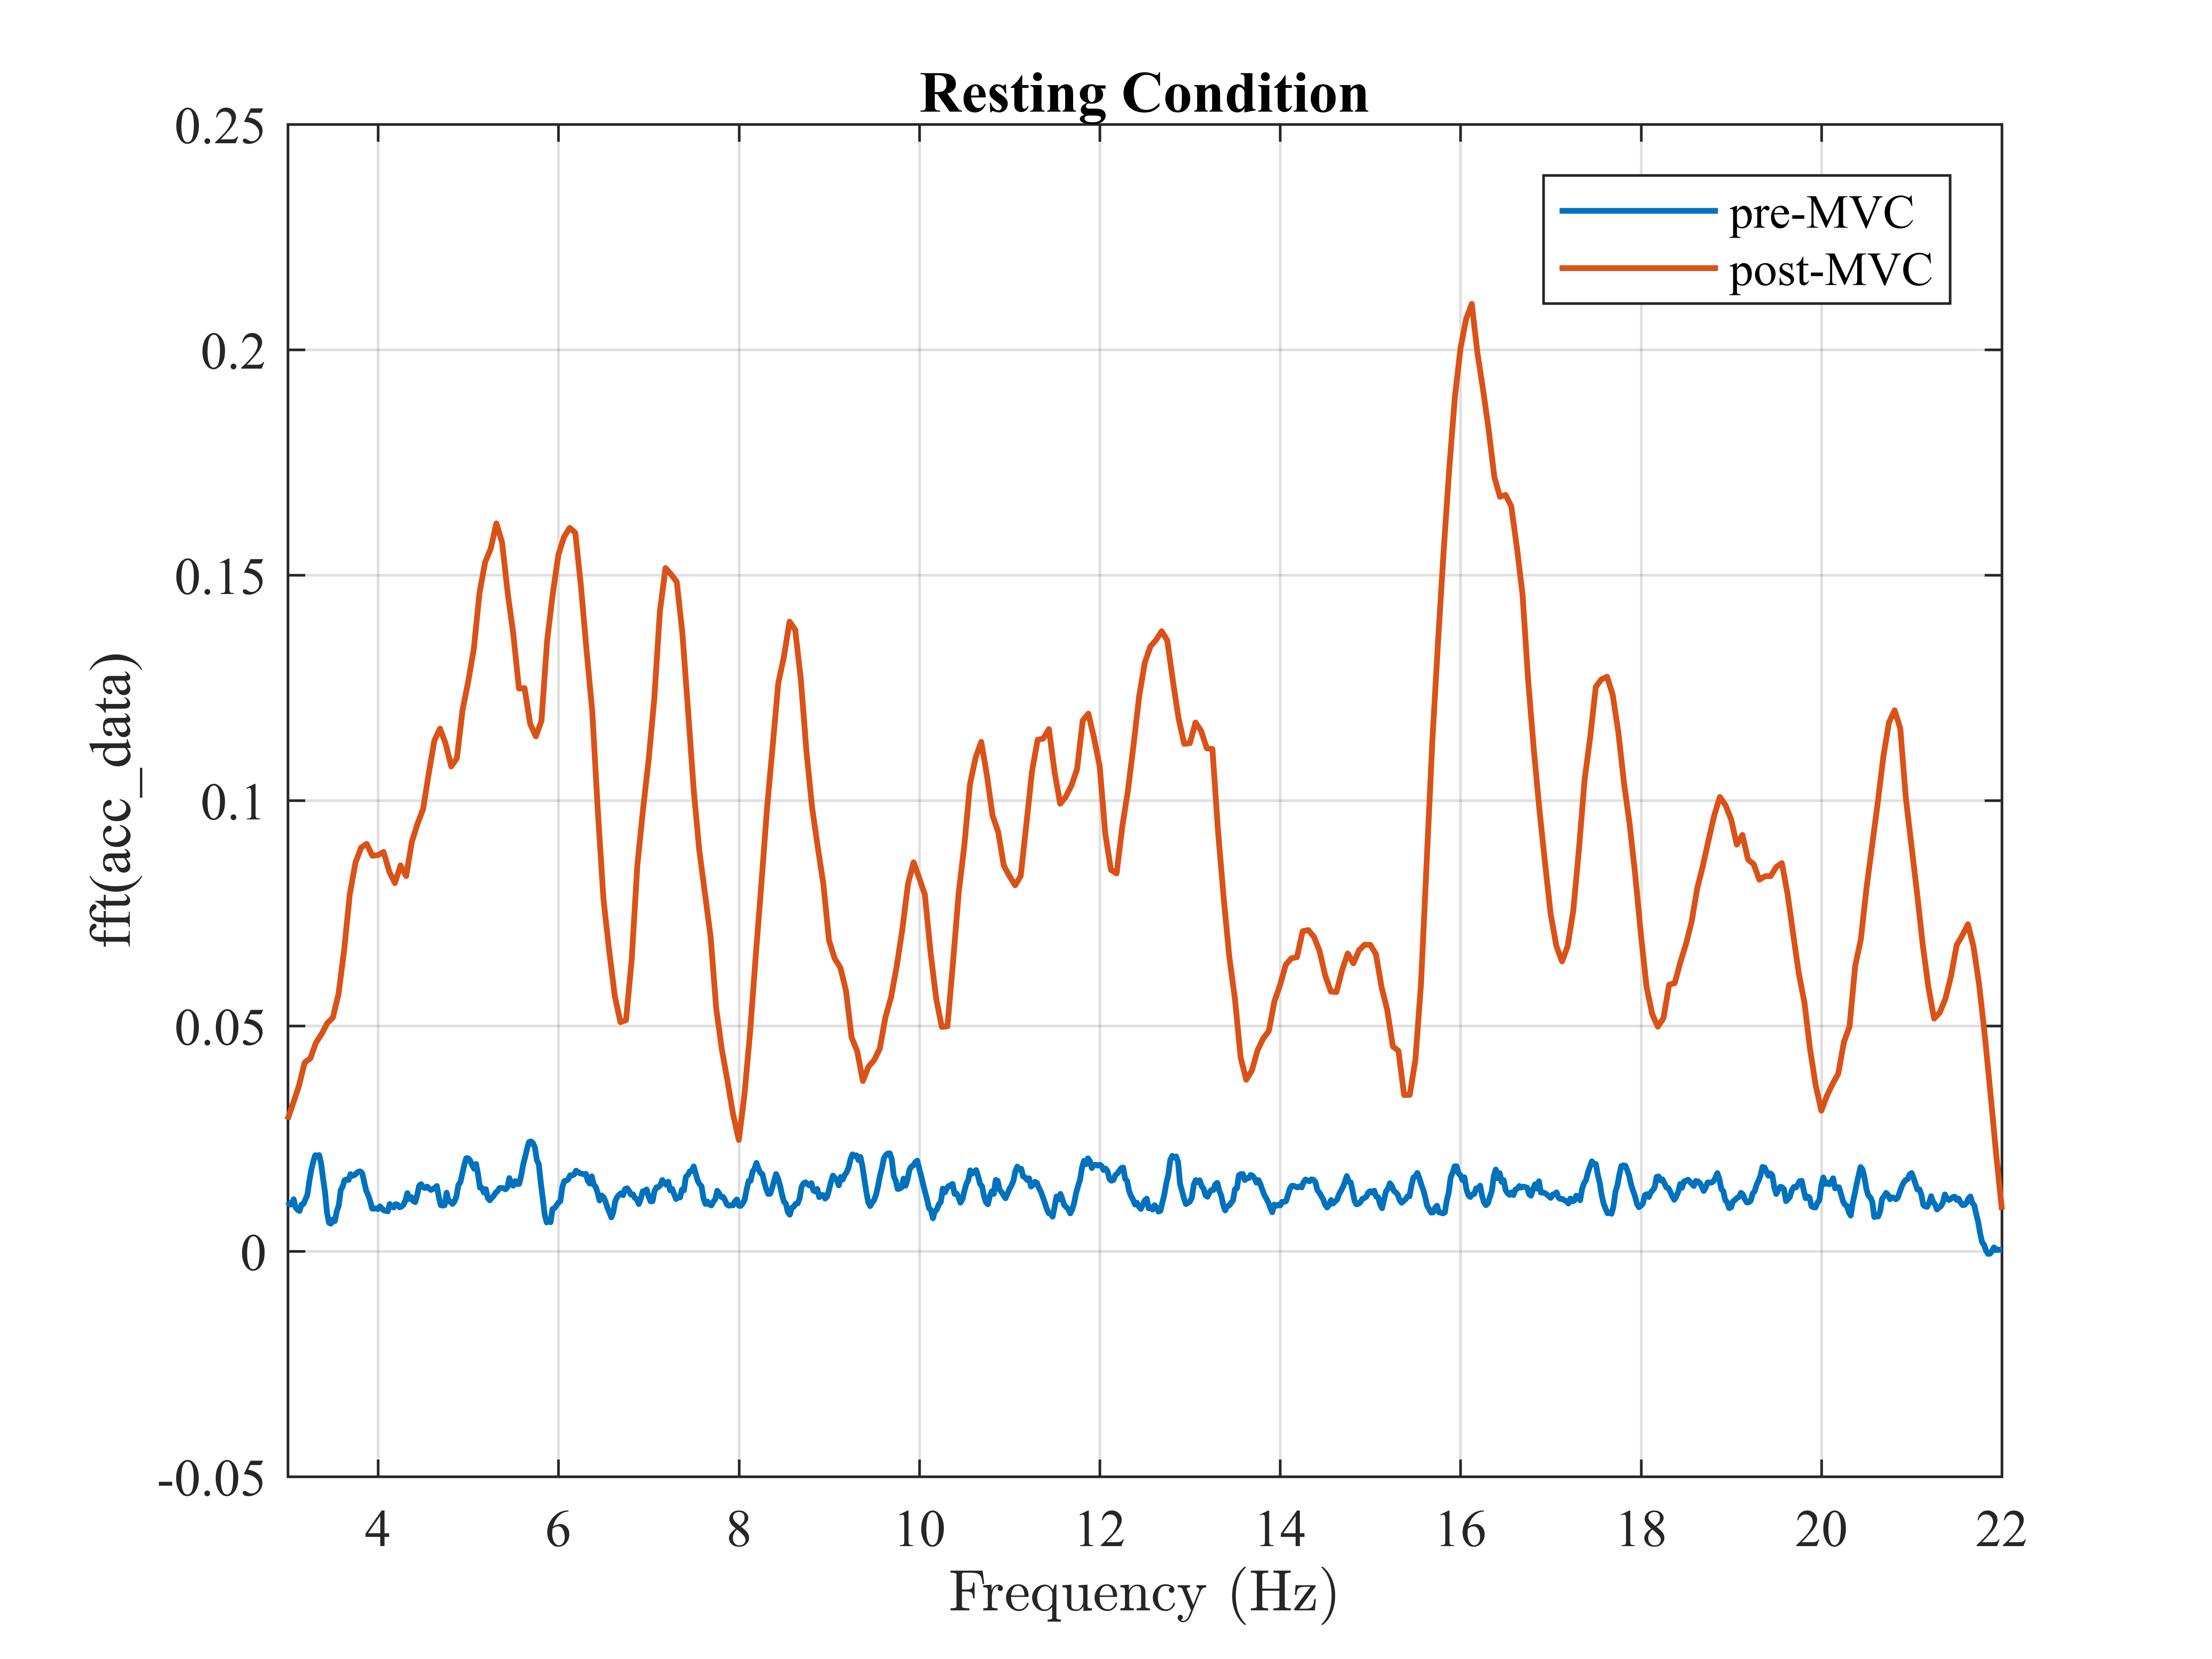 Resting Condition
0.25
0.2
0.15
0.1
0.05
0
-0.05
fft(acc_data)
pre-MVC
post-MVC
4 6 8 10 12 14 16 18 20 22
Frequency (Hz)